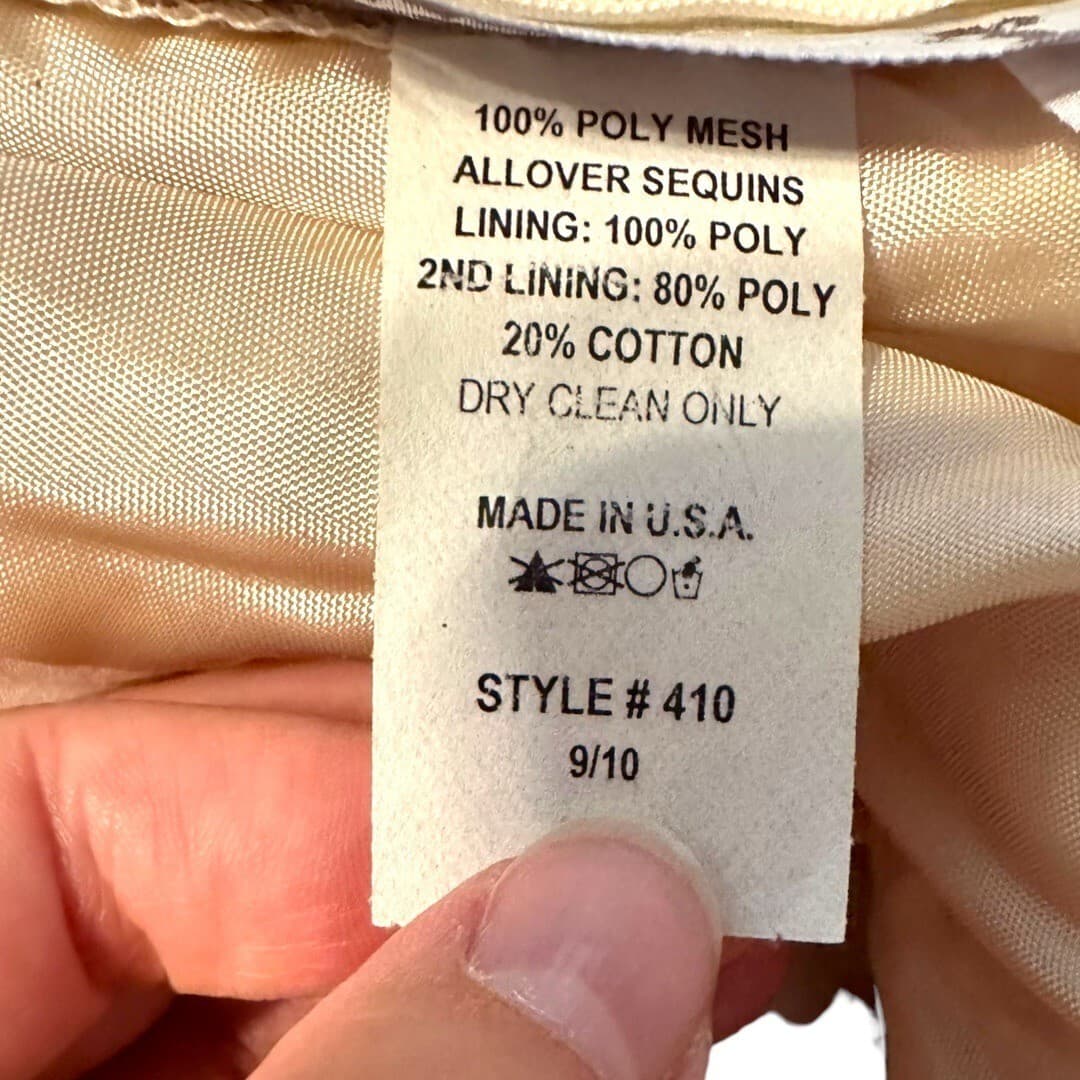 100% POLY MESH
ALLOVER SEQUINS
LINING: 100% POLY
2ND LINING: 80% POLY
20% COTTON
DRY CLEAN ONLY
MADE IN U.S.A.
STYLE # 410
9/10